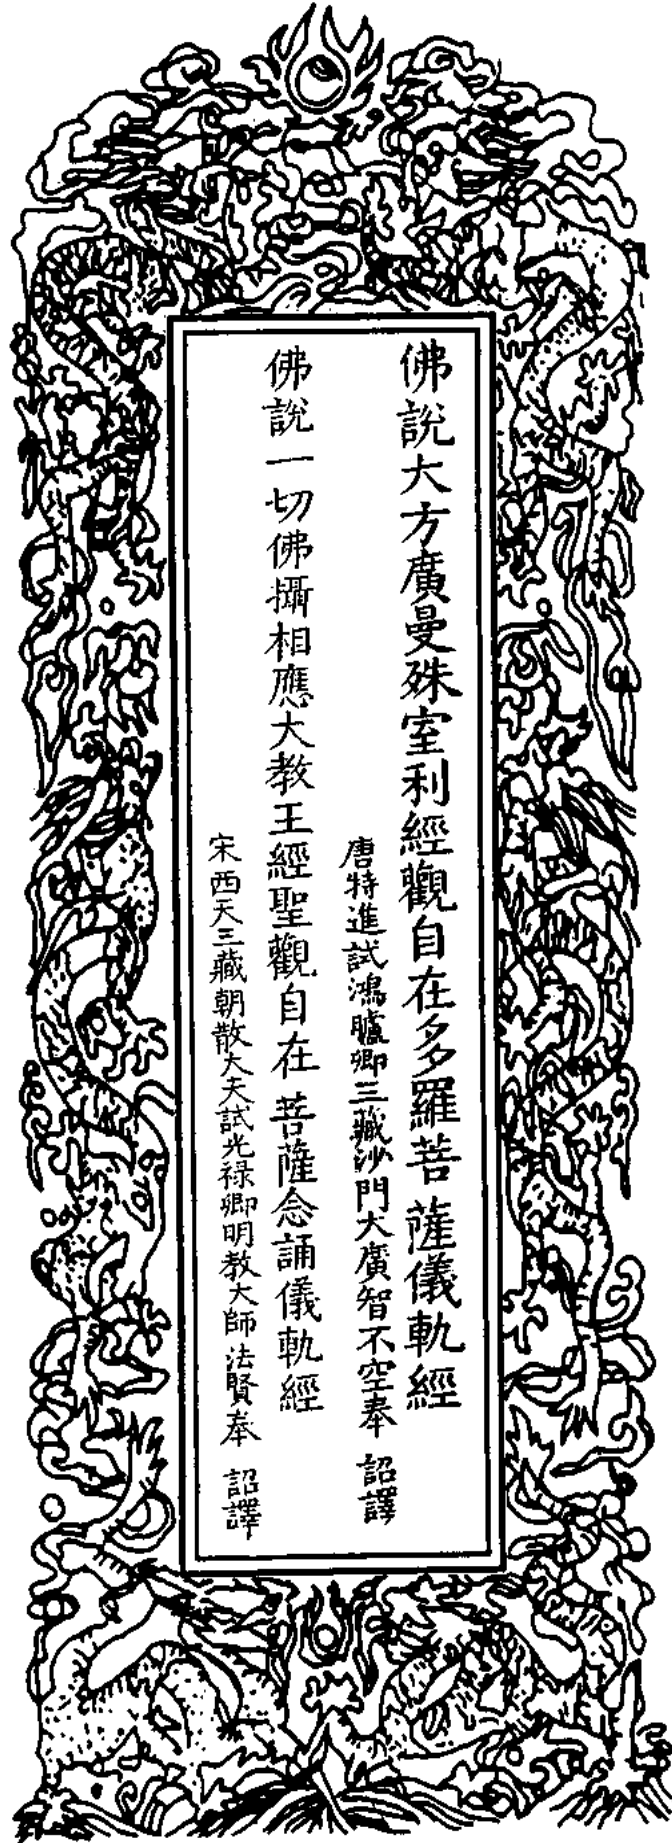 佛說大方廣曼殊室利經觀自在多羅菩薩儀軌經
唐特進試鴻臚卿三藏沙門大廣智不空奉 詔譯
佛說一切佛攝相應大教王經聖觀自在菩薩念誦儀軌經
宋西天三藏朝散大夫試光祿卿明教大師法賢奉 詔譯